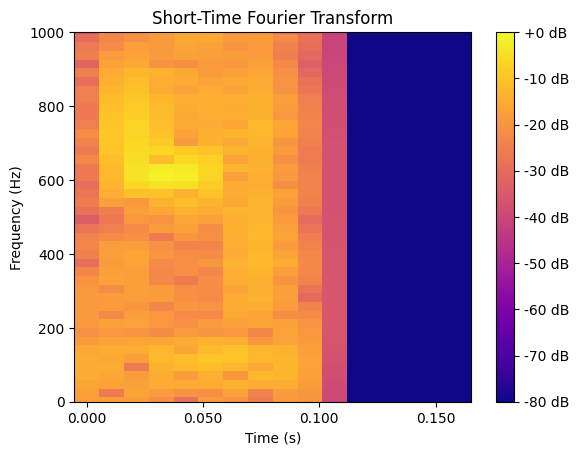 Short-Time Fourier Transform
1000
800
600
400
200
0
Frequency (Hz)
0.000
0.050
0.100
0.150
Time (s)
+0 dB
-10 dB
-20 dB
-30 dB
-40 dB
-50 dB
-60 dB
-70 dB
-80 dB